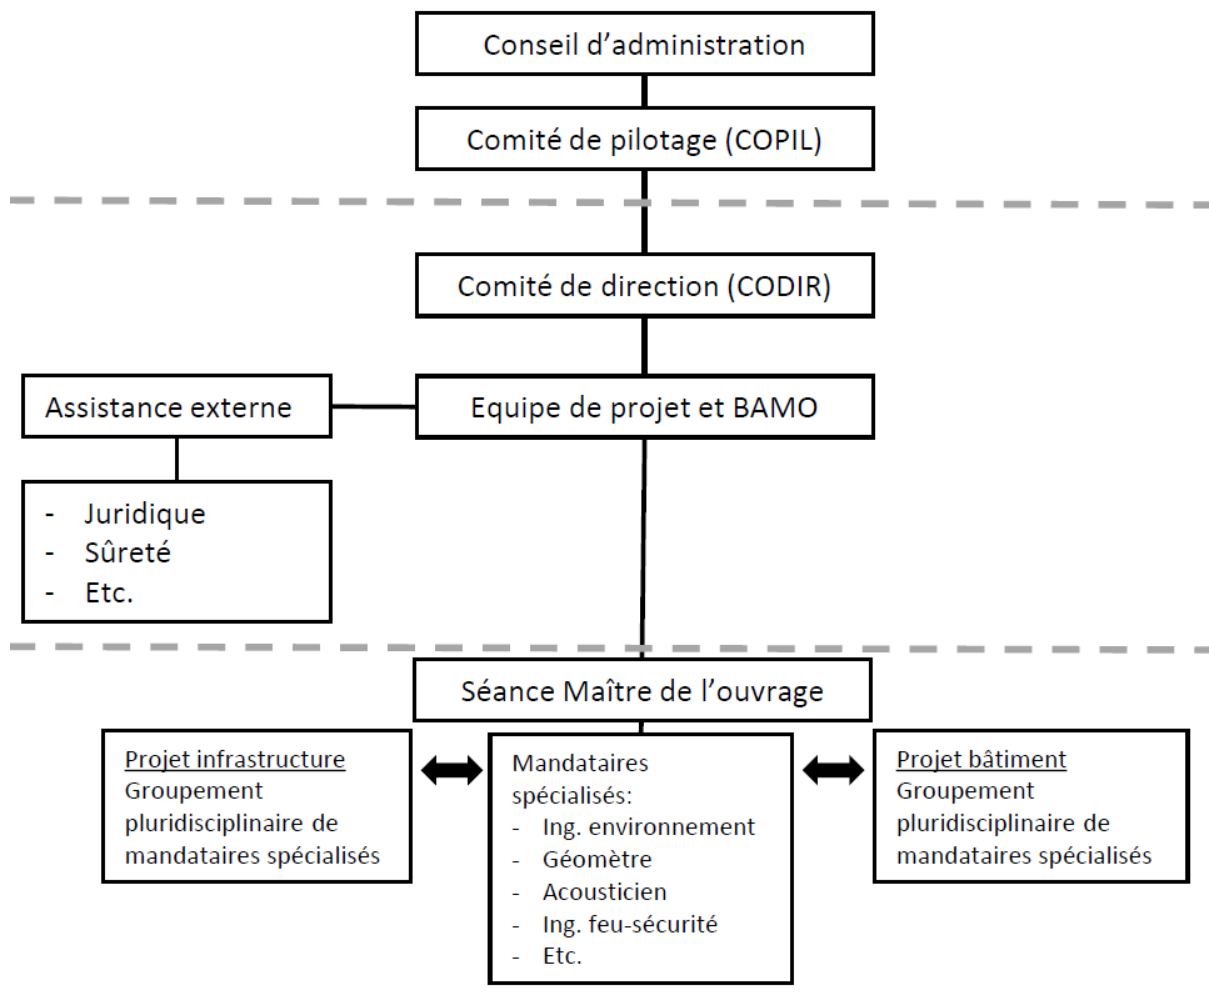 Conseil d’administration
Comité de pilotage (COPIL)
Comité de direction (CODIR)
Assistance externe
Equipe de projet et BAMO
- Juridique
- Sûreté
- Etc.
Séance Maître de l’ouvrage
Projet infrastructure
Groupement
pluridisciplinaire de
mandataires spécialisés
Mandataires
spécialisés:
- Ing. environnement
- Géomètre
- Acousticien
- Ing. feu-sécurité
- Etc.
Projet bâtiment
Groupement
pluridisciplinaire de
mandataires spécialisés